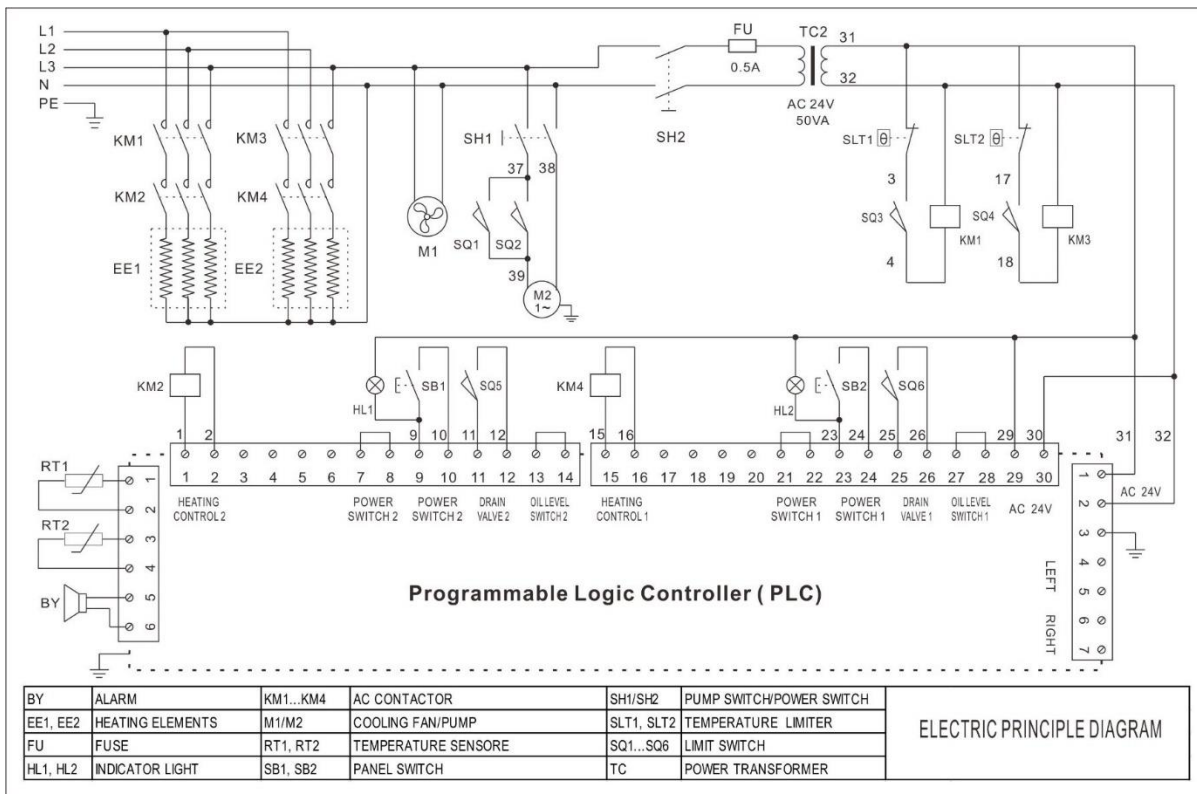 L1
L2
L3
N
PE
KM1
KM2
EE1
KM3
KM4
EE2
M1
SH1
37 38
SQ1 SQ2
39
M2
1~
SH2
FU
0.5A
TC2
31
32
AC 24V
50VA
SLT1 θ
3
SQ3
4
KM1
SLT2 θ
17
SQ4
18
KM3
KM2
HL1
SB1
SQ5
KM4
HL2
SB2
SQ6
1 2 9 10 11 12 15 16 23 24 25 26 29 30 31 32
1 2 3 4 5 6 7 8 9 10 11 12 13 14 15 16 17 18 19 20 21 22 23 24 25 26 27 28 29 30
HEATING
CONTROL 2
POWER
SWITCH 2
POWER
SWITCH 2
DRAIN
VALVE 2
OIL LEVEL
SWITCH 2
HEATING
CONTROL 1
POWER
SWITCH 1
POWER
SWITCH 1
DRAIN
VALVE 1
OIL LEVEL
SWITCH 1
AC 24V
RT1
RT2
BY
1
2
3
4
5
6
1
2
3
4
5
6
7
AC 24V
LEFT
RIGHT
Programmable Logic Controller ( PLC)
BY ALARM KM1...KM4 AC CONTACTOR SH1/SH2 PUMP SWITCH/POWER SWITCH
EE1, EE2 HEATING ELEMENTS M1/M2 COOLING FAN/PUMP SLT1, SLT2 TEMPERATURE LIMITER
FU FUSE RT1, RT2 TEMPERATURE SENSORE SQ1...SQ6 LIMIT SWITCH
HL1, HL2 INDICATOR LIGHT SB1, SB2 PANEL SWITCH TC POWER TRANSFORMER
ELECTRIC PRINCIPLE DIAGRAM